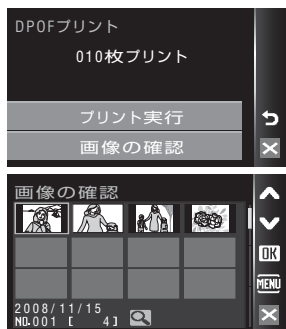 DPOFプリント
010枚プリント
プリント実行
画像の確認
画像の確認
OK
MENU
2008/11/15
NO.001 [ 4]